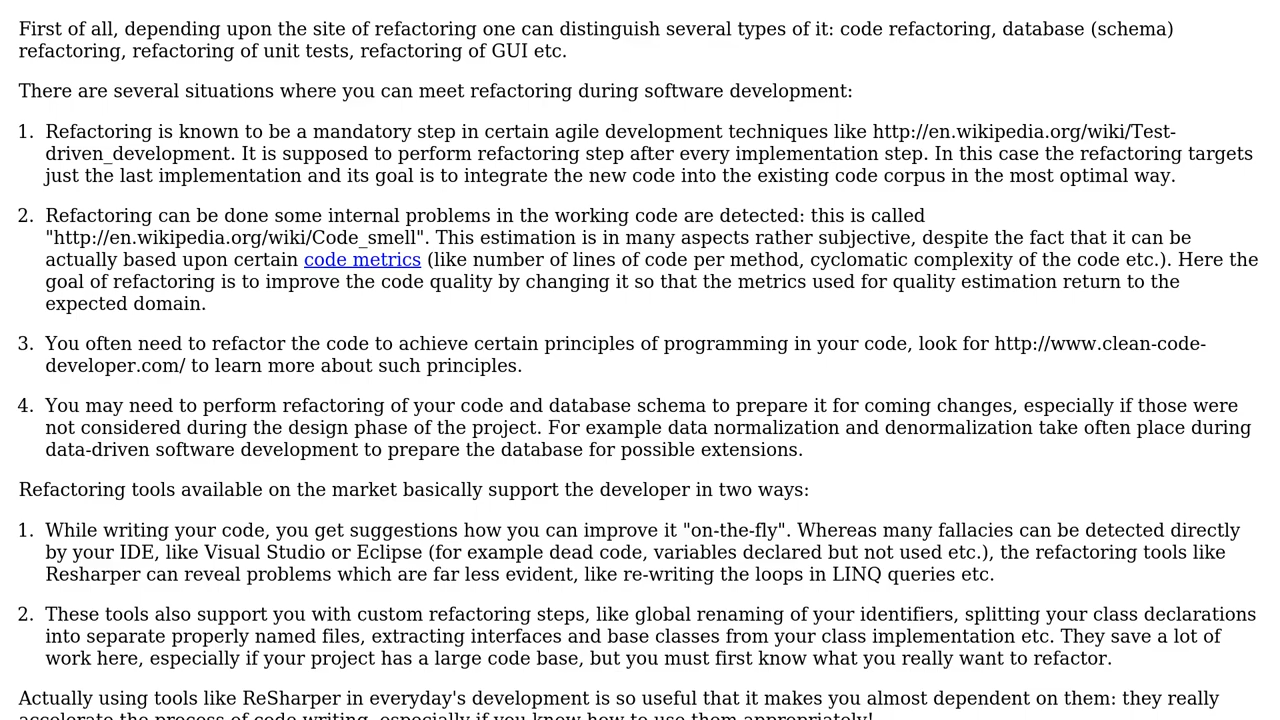 First of all, depending upon the site of refactoring one can distinguish several types of it: code refactoring, database (schema)
refactoring, refactoring of unit tests, refactoring of GUI etc.
There are several situations where you can meet refactoring during software development:
1. Refactoring is known to be a mandatory step in certain agile development techniques like http://en.wikipedia.org/wiki/Test-
driven_development. It is supposed to perform refactoring step after every implementation step. In this case the refactoring targets
just the last implementation and its goal is to integrate the new code into the existing code corpus in the most optimal way.
2. Refactoring can be done some internal problems in the working code are detected: this is called
"http://en.wikipedia.org/wiki/Code_smell". This estimation is in many aspects rather subjective, despite the fact that it can be
actually based upon certain code metrics (like number of lines of code per method, cyclomatic complexity of the code etc.). Here the
goal of refactoring is to improve the code quality by changing it so that the metrics used for quality estimation return to the
expected domain.
3. You often need to refactor the code to achieve certain principles of programming in your code, look for http://www.clean-code-
developer.com/ to learn more about such principles.
4. You may need to perform refactoring of your code and database schema to prepare it for coming changes, especially if those were
not considered during the design phase of the project. For example data normalization and denormalization take often place during
data-driven software development to prepare the database for possible extensions.
Refactoring tools available on the market basically support the developer in two ways:
1. While writing your code, you get suggestions how you can improve it "on-the-fly". Whereas many fallacies can be detected directly
by your IDE, like Visual Studio or Eclipse (for example dead code, variables declared but not used etc.), the refactoring tools like
Resharper can reveal problems which are far less evident, like re-writing the loops in LINQ queries etc.
2. These tools also support you with custom refactoring steps, like global renaming of your identifiers, splitting your class declarations
into separate properly named files, extracting interfaces and base classes from your class implementation etc. They save a lot of
work here, especially if your project has a large code base, but you must first know what you really want to refactor.
Actually using tools like ReSharper in everyday's development is so useful that it makes you almost dependent on them: they really
accelerate the process of code writing, especially if you know how to use them appropriately!